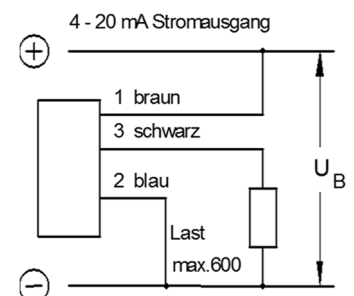 4 - 20 mA Stromausgang
+
1 braun
3 schwarz
2 blau
U B
Last
max.600
−